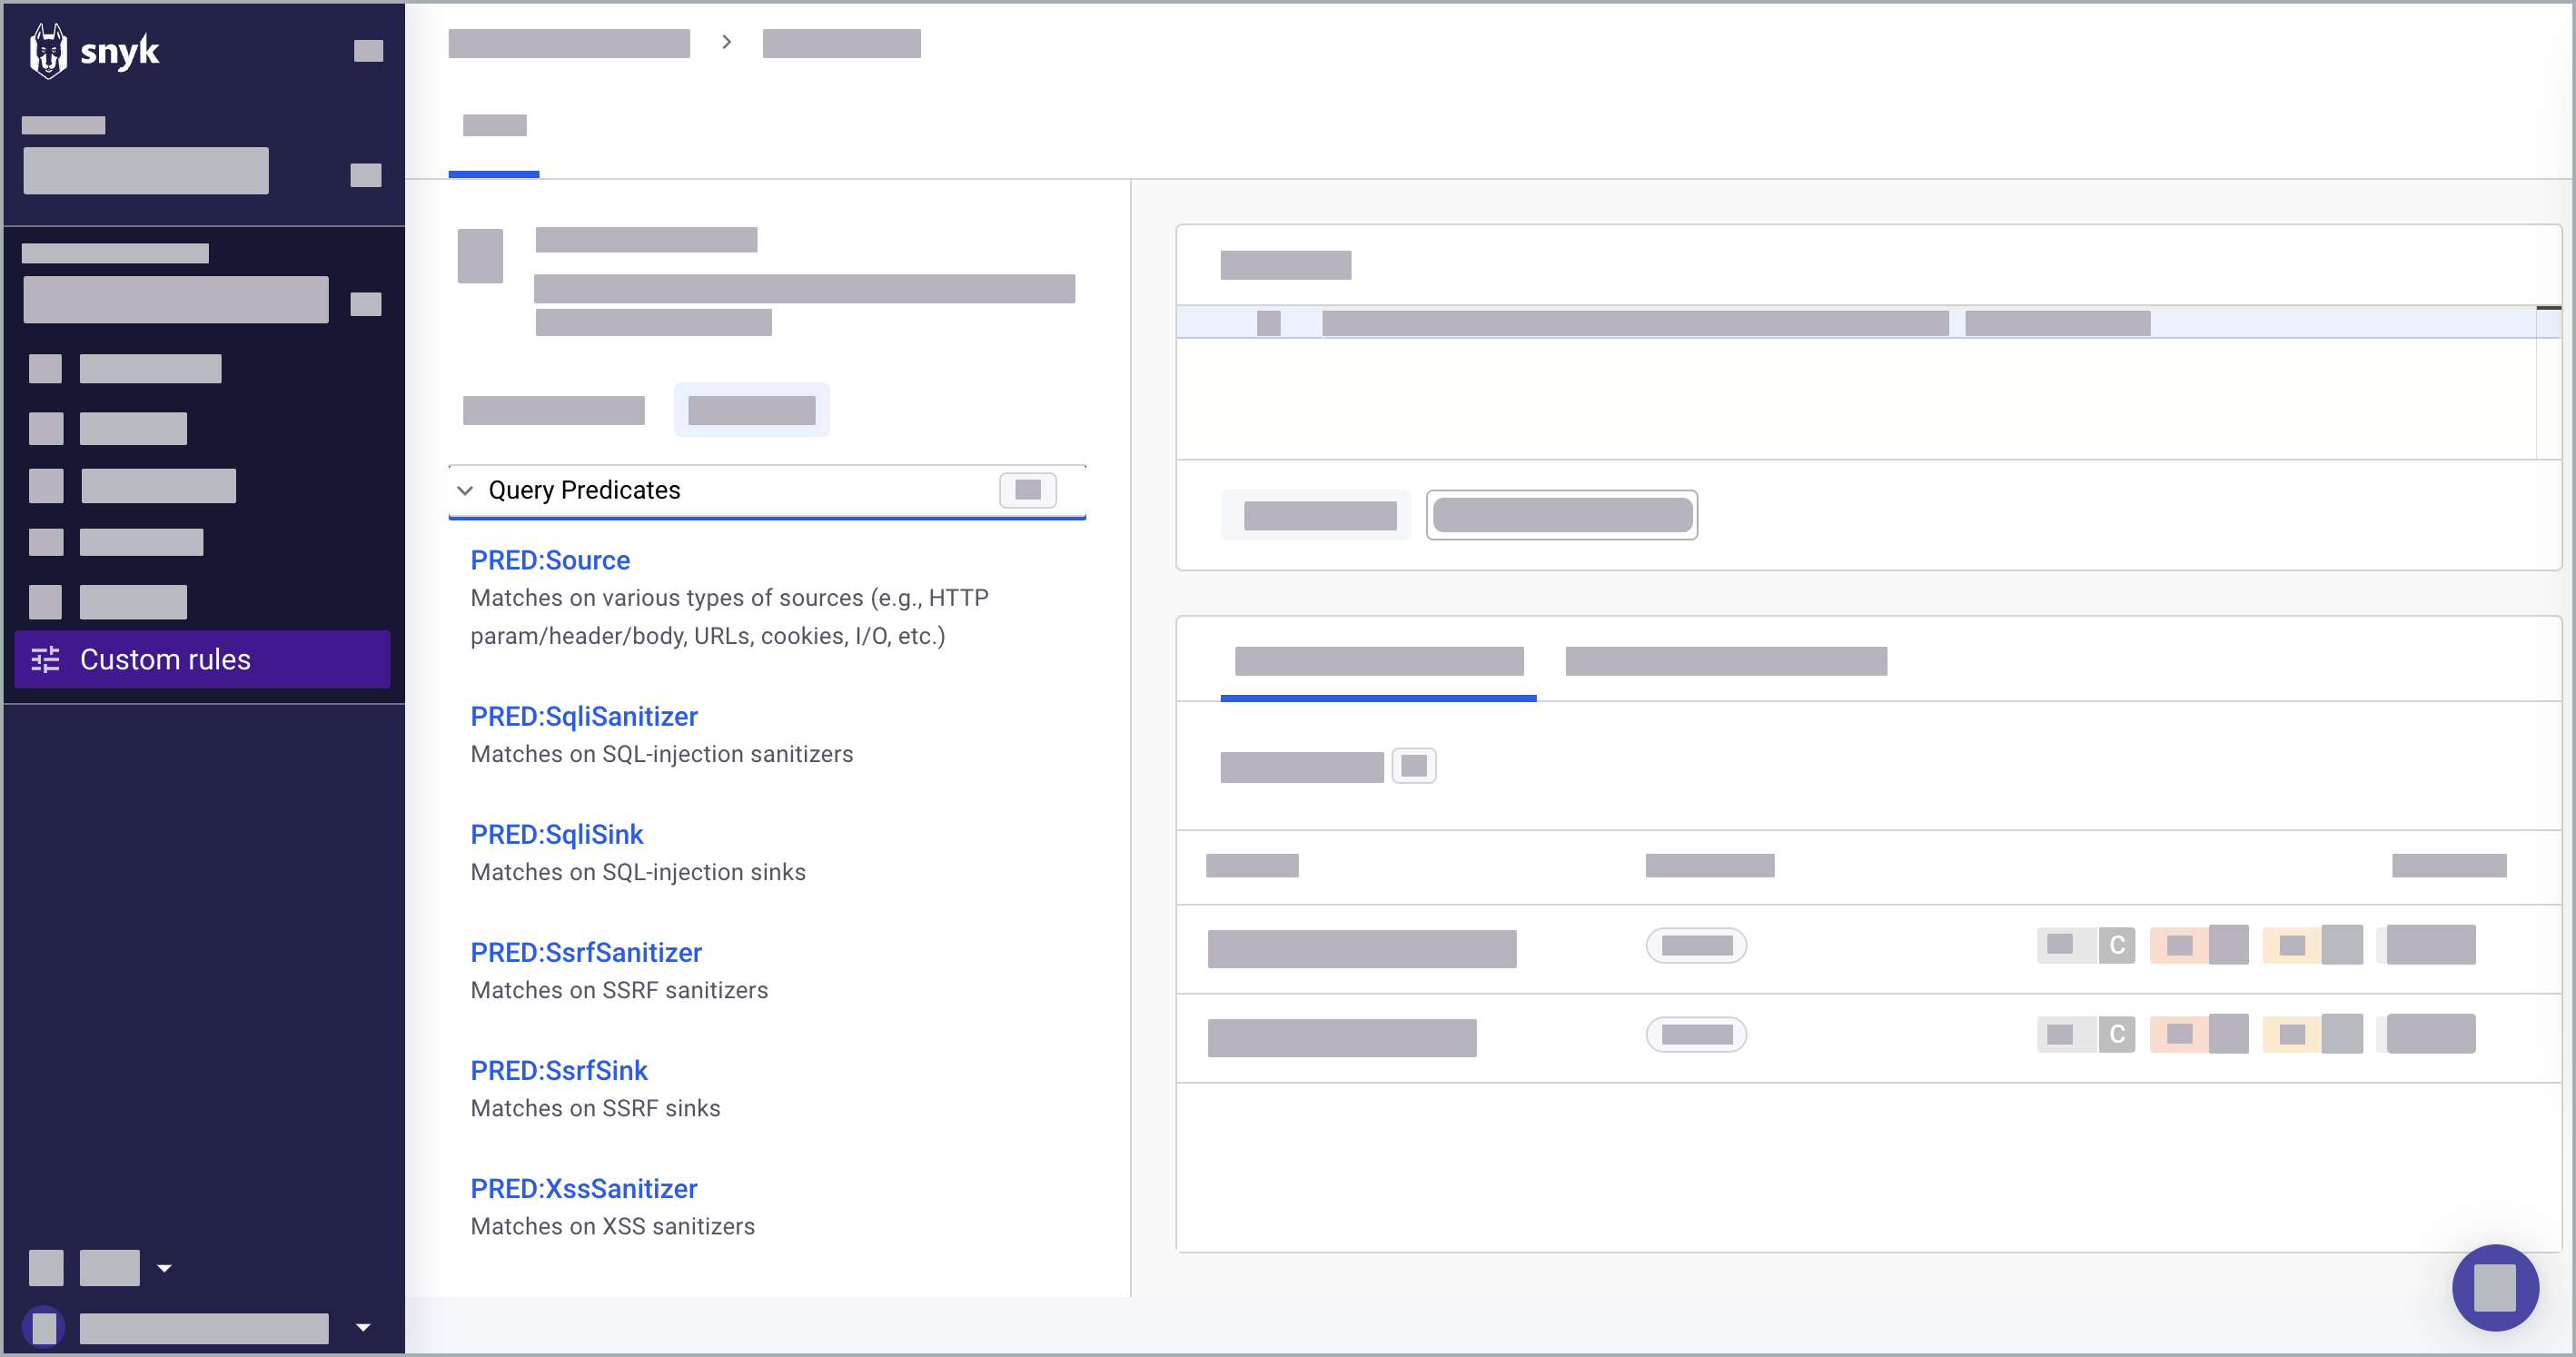 snyk
Custom rules
Query Predicates
PRED:Source
Matches on various types of sources (e.g., HTTP
param/header/body, URLs, cookies, I/O, etc.)
PRED:SqliSanitizer
Matches on SQL-injection sanitizers
PRED:SqliSink
Matches on SQL-injection sinks
PRED:SsrfSanitizer
Matches on SSRF sanitizers
PRED:SsrfSink
Matches on SSRF sinks
PRED:XssSanitizer
Matches on XSS sanitizers
C
C